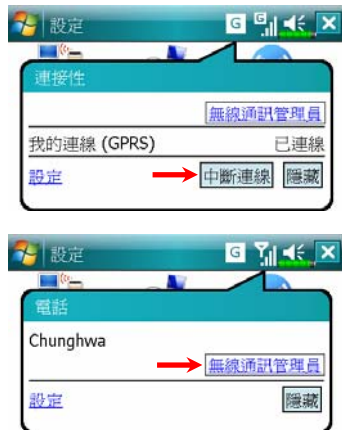 設定 G G
連接性
無線通訊管理員
我的連線 (GPRS) 已連線
設定 中斷連線 隱藏
設定 G
電話
Chunghwa
無線通訊管理員
設定 隱藏